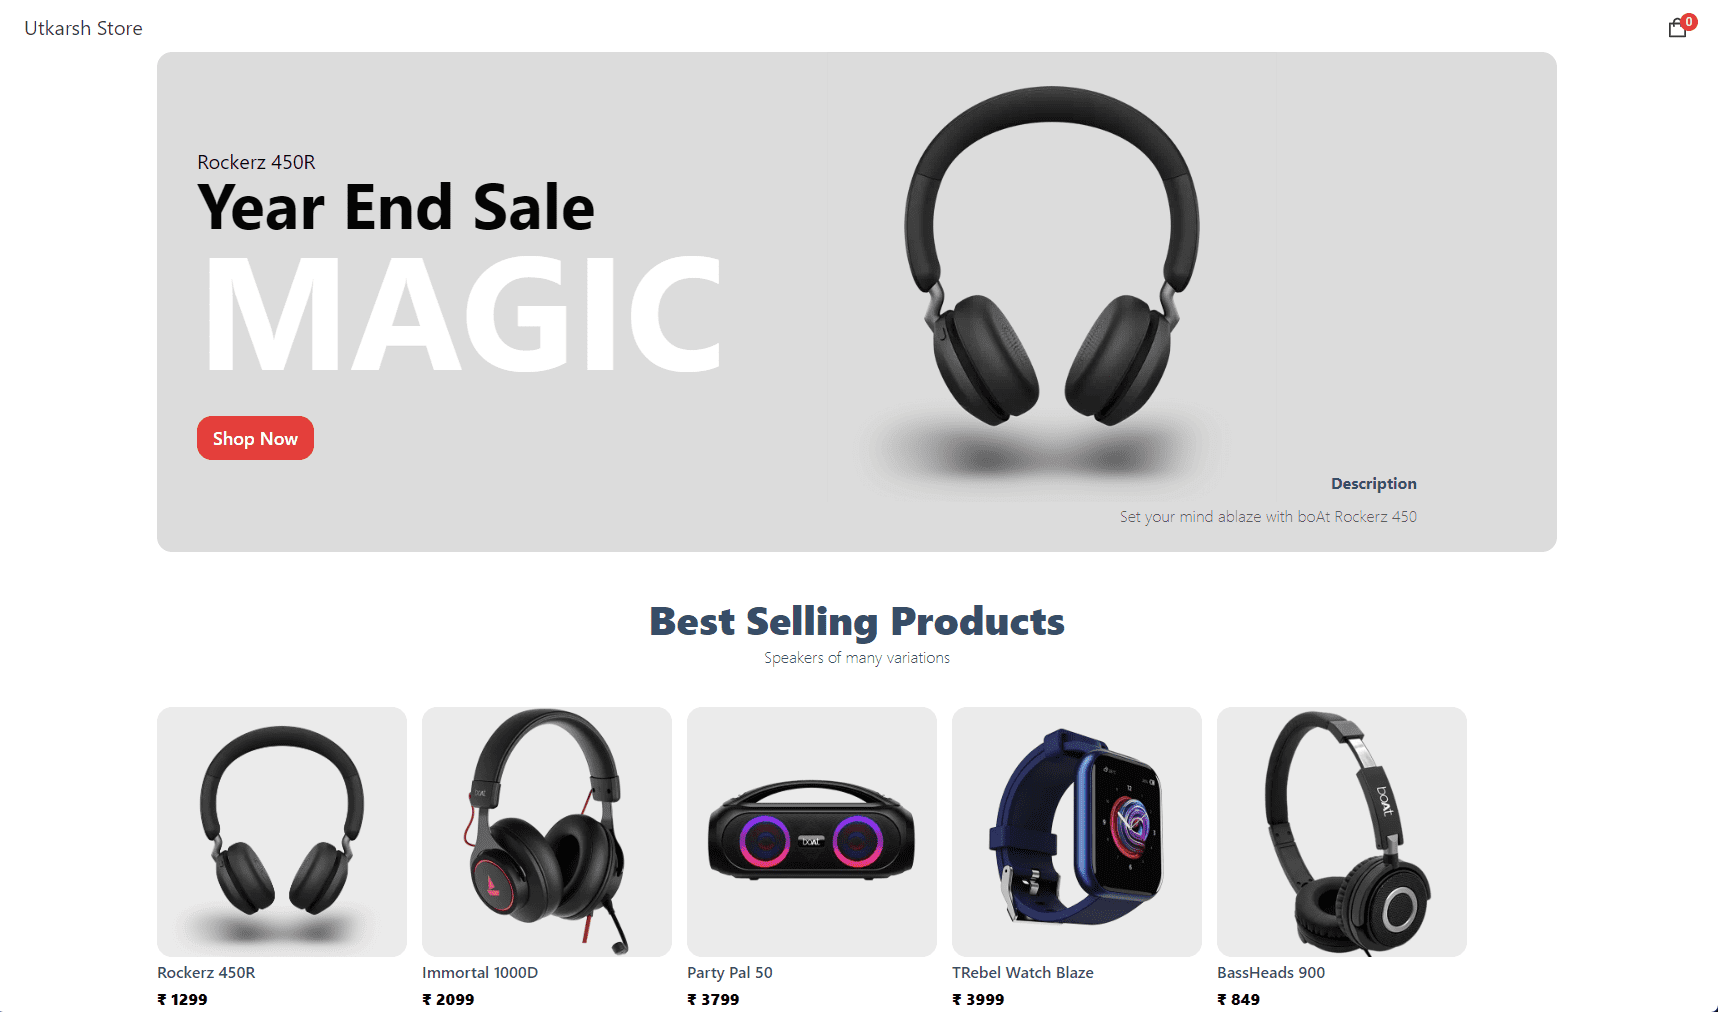 Utkarsh Store
0
Rockerz 450R
Year End Sale
MAGIC
Shop Now
Description
Set your mind ablaze with boAt Rockerz 450
Best Selling Products
Speakers of many variations
boAt
boAt
Rockerz 450R
₹ 1299
Immortal 1000D
₹ 2099
Party Pal 50
₹ 3799
TRebel Watch Blaze
₹ 3999
BassHeads 900
₹ 849